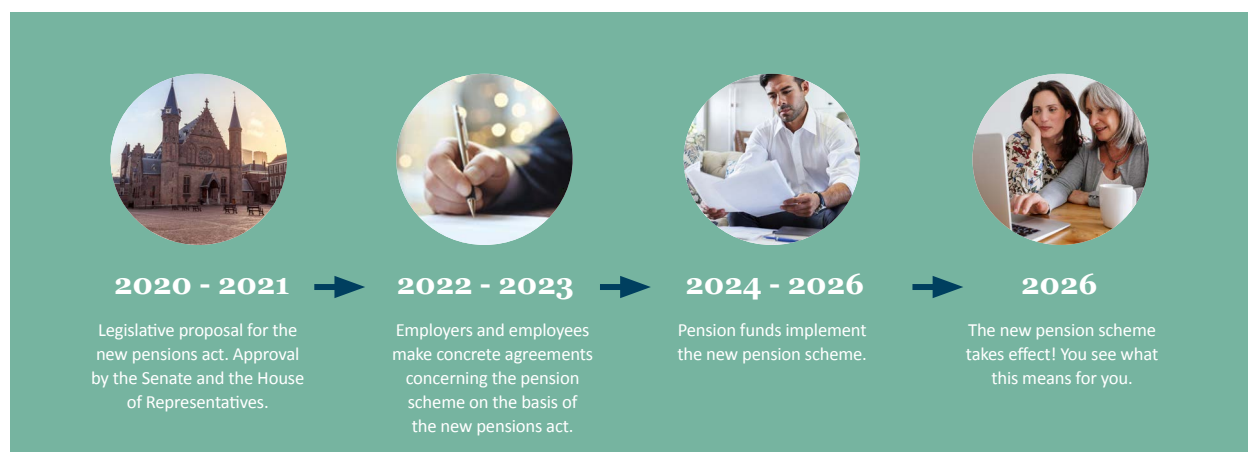 2020 - 2021
Legislative proposal for the
new pensions act. Approval
by the Senate and the House
of Representatives.
2022 - 2023
Employers and employees
make concrete agreements
concerning the pension
scheme on the basis of
the new pensions act.
2024 - 2026
Pension funds implement
the new pension scheme.
2026
The new pension scheme
takes effect! You see what
this means for you.